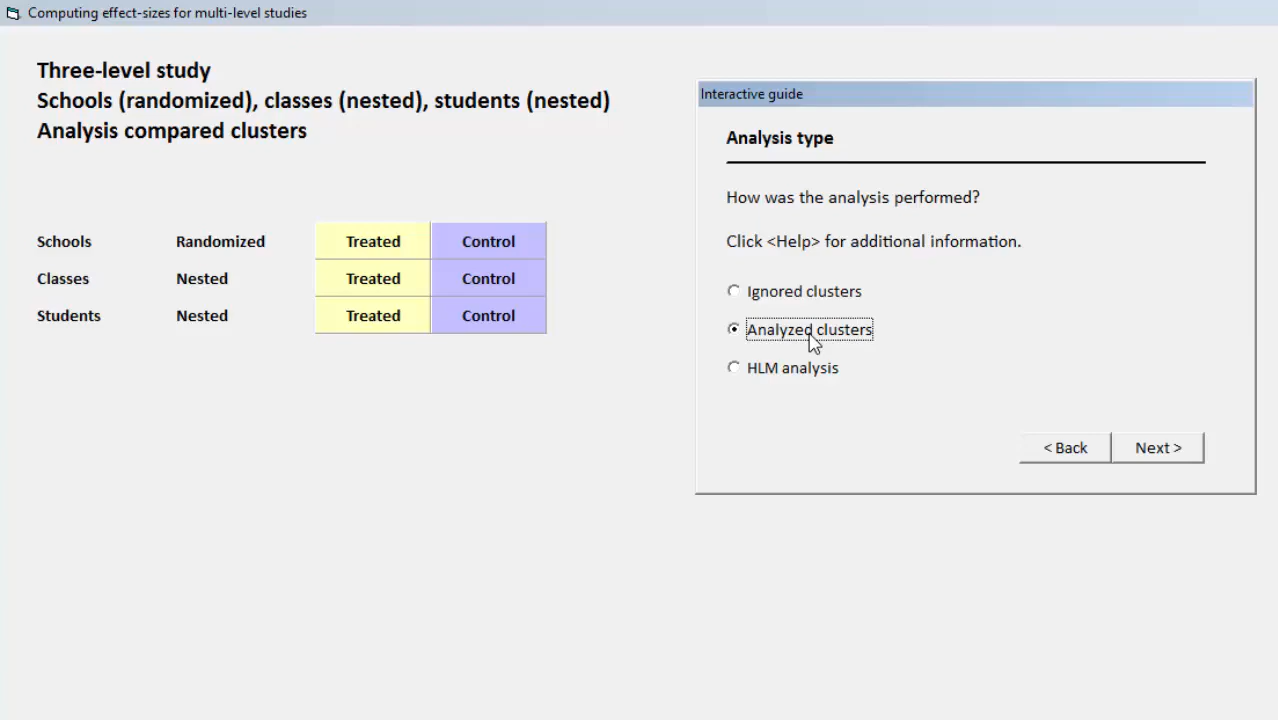 Computing effect-sizes for multi-level studies
Three-level study
Schools (randomized), classes (nested), students (nested)
Analysis compared clusters
Schools Randomized Treated Control
Classes Nested Treated Control
Students Nested Treated Control
Interactive guide
Analysis type
How was the analysis performed?
Click <Help> for additional information.
Ignored clusters
Analyzed clusters
HLM analysis
< Back Next >